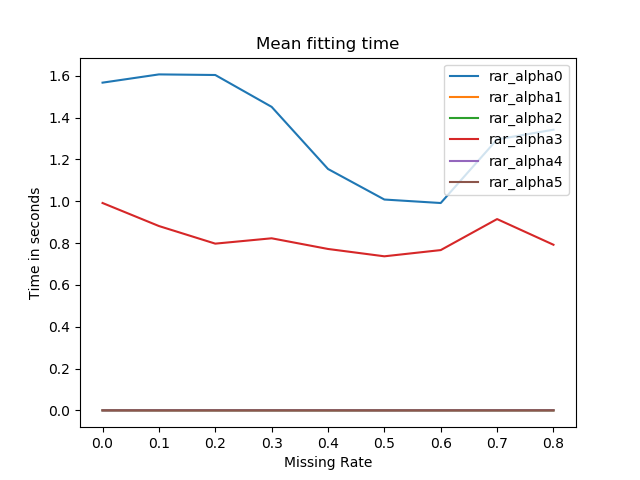 Mean fitting time
rar_alpha0
rar_alpha1
rar_alpha2
rar_alpha3
rar_alpha4
rar_alpha5
1.6
1.4
1.2
1.0
0.8
0.6
0.4
0.2
0.0
Time in seconds
0.0 0.1 0.2 0.3 0.4 0.5 0.6 0.7 0.8
Missing Rate